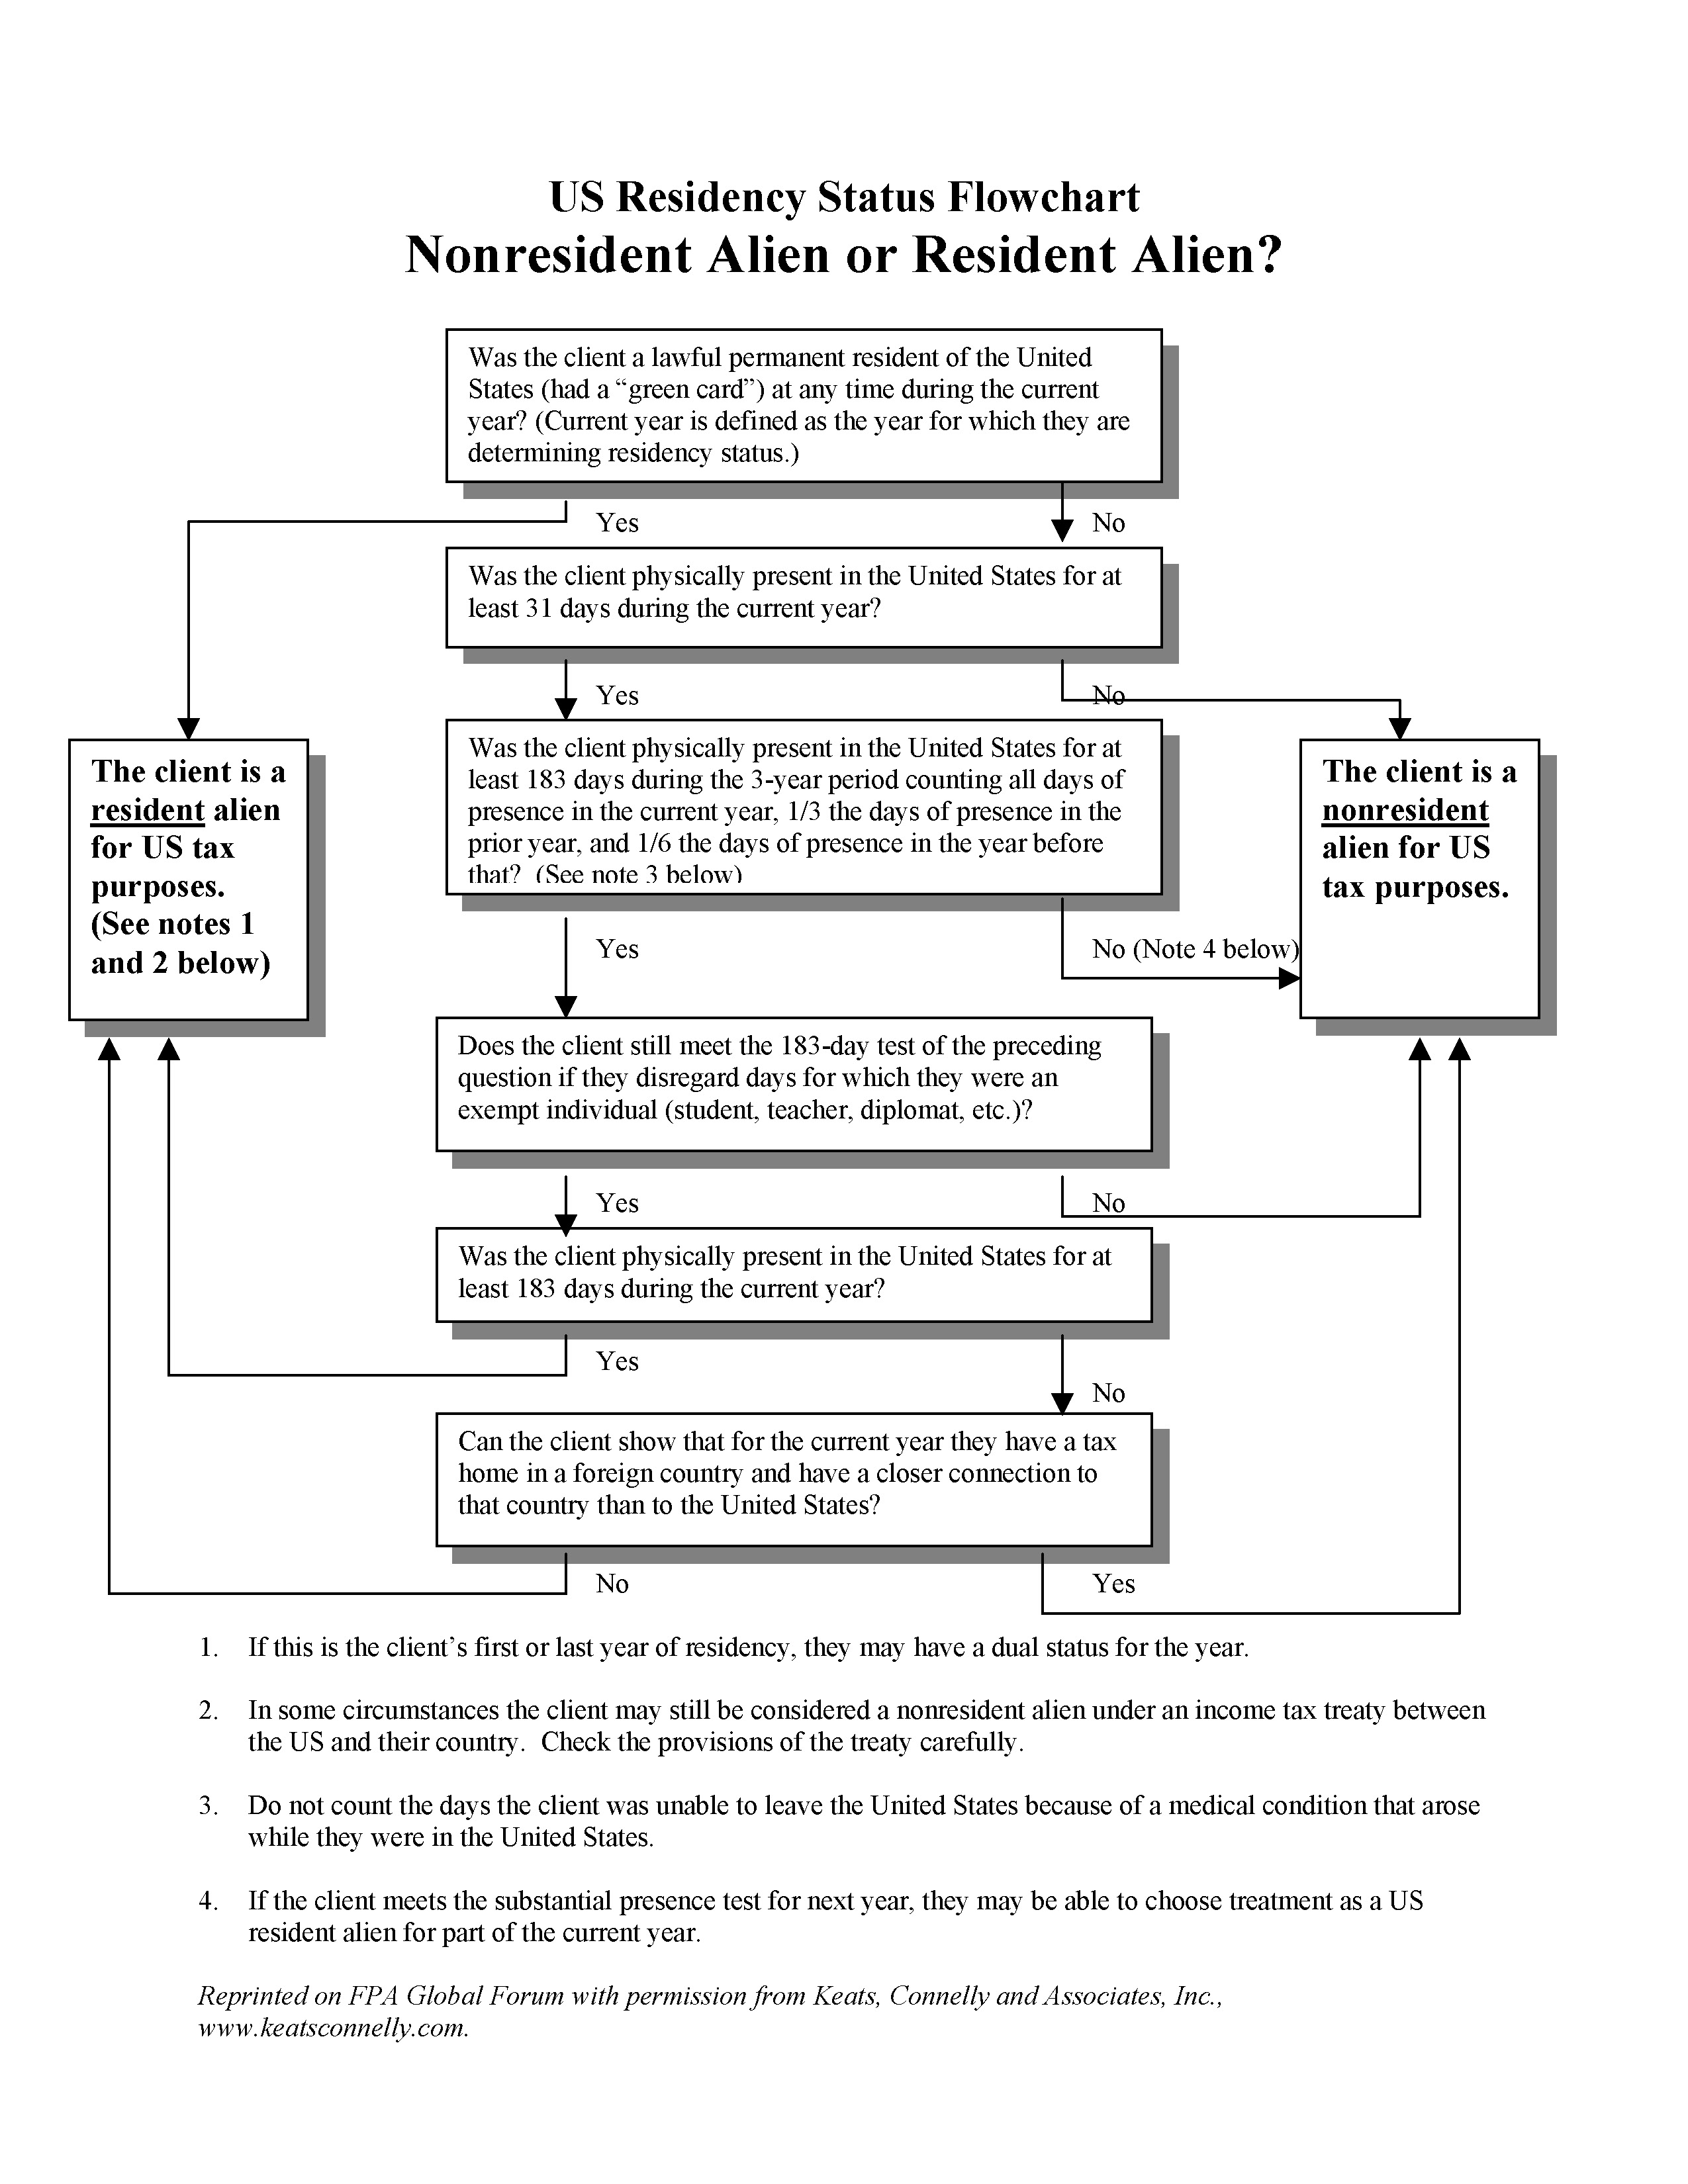 US Residency Status Flowchart
Nonresident Alien or Resident Alien?
Was the client a lawful permanent resident of the United
States (had a “green card”) at any time during the current
year? (Current year is defined as the year for which they are
determining residency status.)
Yes
No
Was the client physically present in the United States for at
least 31 days during the current year?
Yes
No
Was the client physically present in the United States for at
least 183 days during the 3-year period counting all days of
presence in the current year, 1/3 the days of presence in the
prior year, and 1/6 the days of presence in the year before
that? (See note 3 below)
The client is a
resident alien
for US tax
purposes.
(See notes 1
and 2 below)
The client is a
nonresident
alien for US
tax purposes.
Yes
No (Note 4 below)
Does the client still meet the 183-day test of the preceding
question if they disregard days for which they were an
exempt individual (student, teacher, diplomat, etc.)?
Yes
No
Was the client physically present in the United States for at
least 183 days during the current year?
Yes
No
Can the client show that for the current year they have a tax
home in a foreign country and have a closer connection to
that country than to the United States?
No
Yes
1. If this is the client’s first or last year of residency, they may have a dual status for the year.
2. In some circumstances the client may still be considered a nonresident alien under an income tax treaty between
the US and their country. Check the provisions of the treaty carefully.
3. Do not count the days the client was unable to leave the United States because of a medical condition that arose
while they were in the United States.
4. If the client meets the substantial presence test for next year, they may be able to choose treatment as a US
resident alien for part of the current year.
Reprinted on FPA Global Forum with permission from Keats, Connelly and Associates, Inc.,
www.keatsconnelly.com.